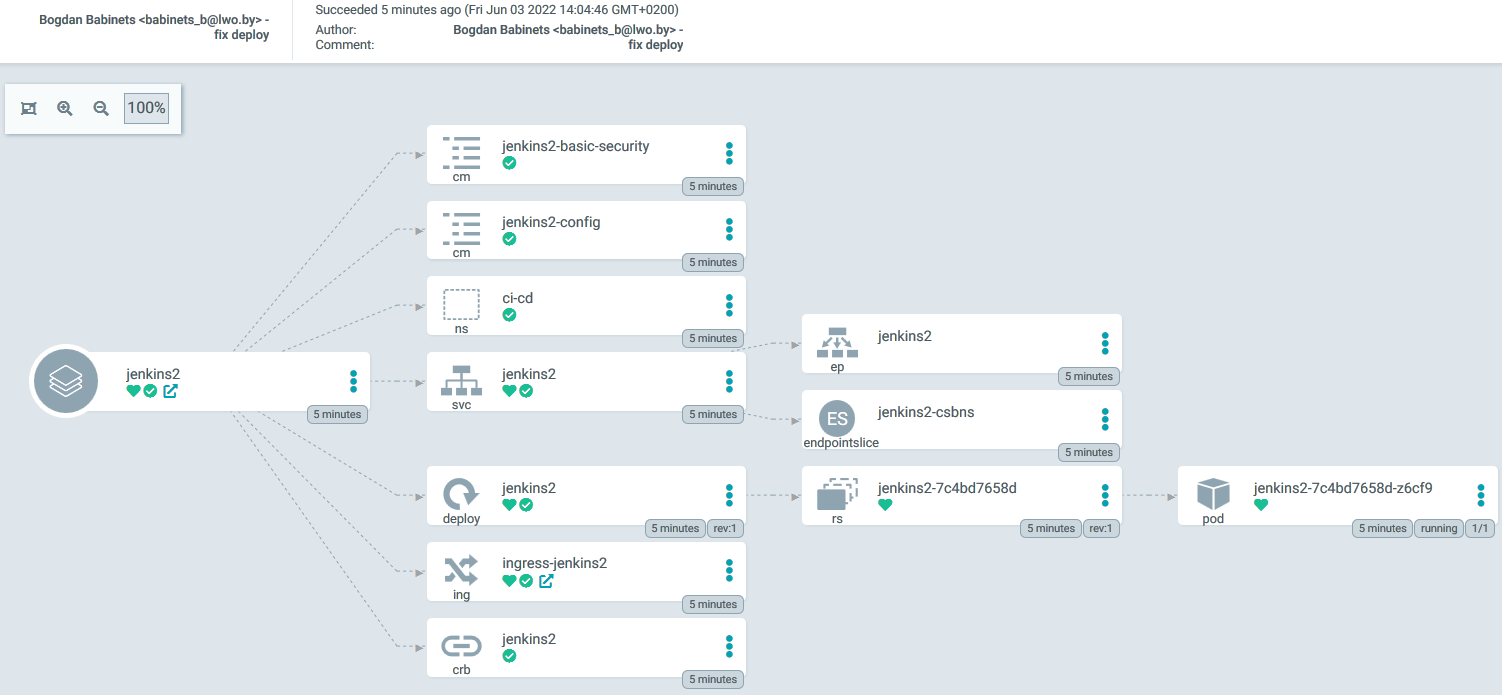 Bogdan Babinets <babinets_b@lwo.by> -
fix deploy
Succeeded 5 minutes ago (Fri Jun 03 2022 14:04:46 GMT+0200)
Author: Bogdan Babinets <babinets_b@lwo.by> -
Comment: fix deploy
100%
jenkins2-basic-security
cm
5 minutes
jenkins2-config
cm
5 minutes
ci-cd
ns
5 minutes
jenkins2
ep
5 minutes
jenkins2
5 minutes
jenkins2
svc
5 minutes
jenkins2-csbns
ES
endpointslice
5 minutes
jenkins2
deploy
5 minutes rev:1
jenkins2-7c4bd7658d
rs
5 minutes rev:1
jenkins2-7c4bd7658d-z6cf9
pod
5 minutes running 1/1
ingress-jenkins2
ing
5 minutes
jenkins2
crb
5 minutes